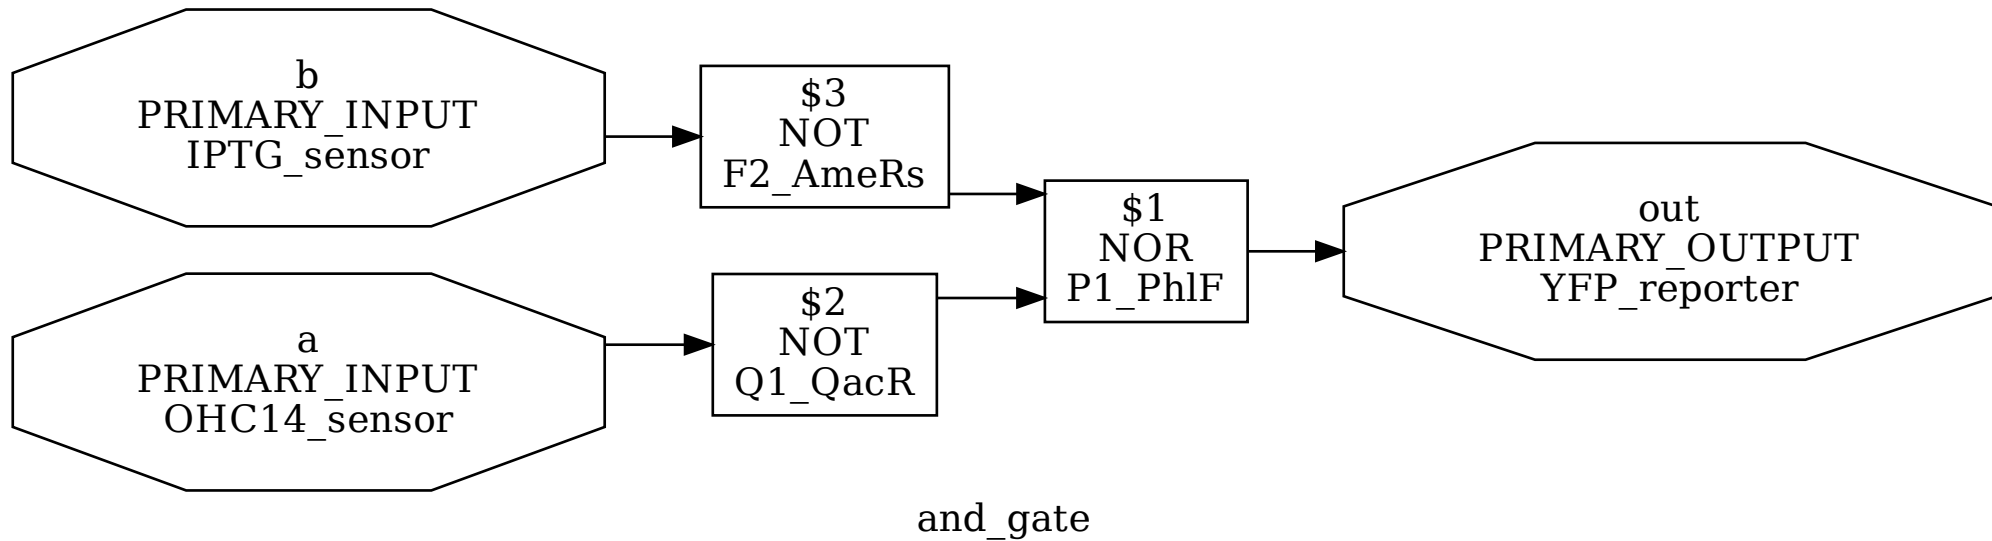 b
PRIMARY_INPUT
IPTG_sensor
$3
NOT
F2_AmeRs
a
PRIMARY_INPUT
OHC14_sensor
$2
NOT
Q1_QacR
$1
NOR
P1_PhlF
out
PRIMARY_OUTPUT
YFP_reporter
and_gate